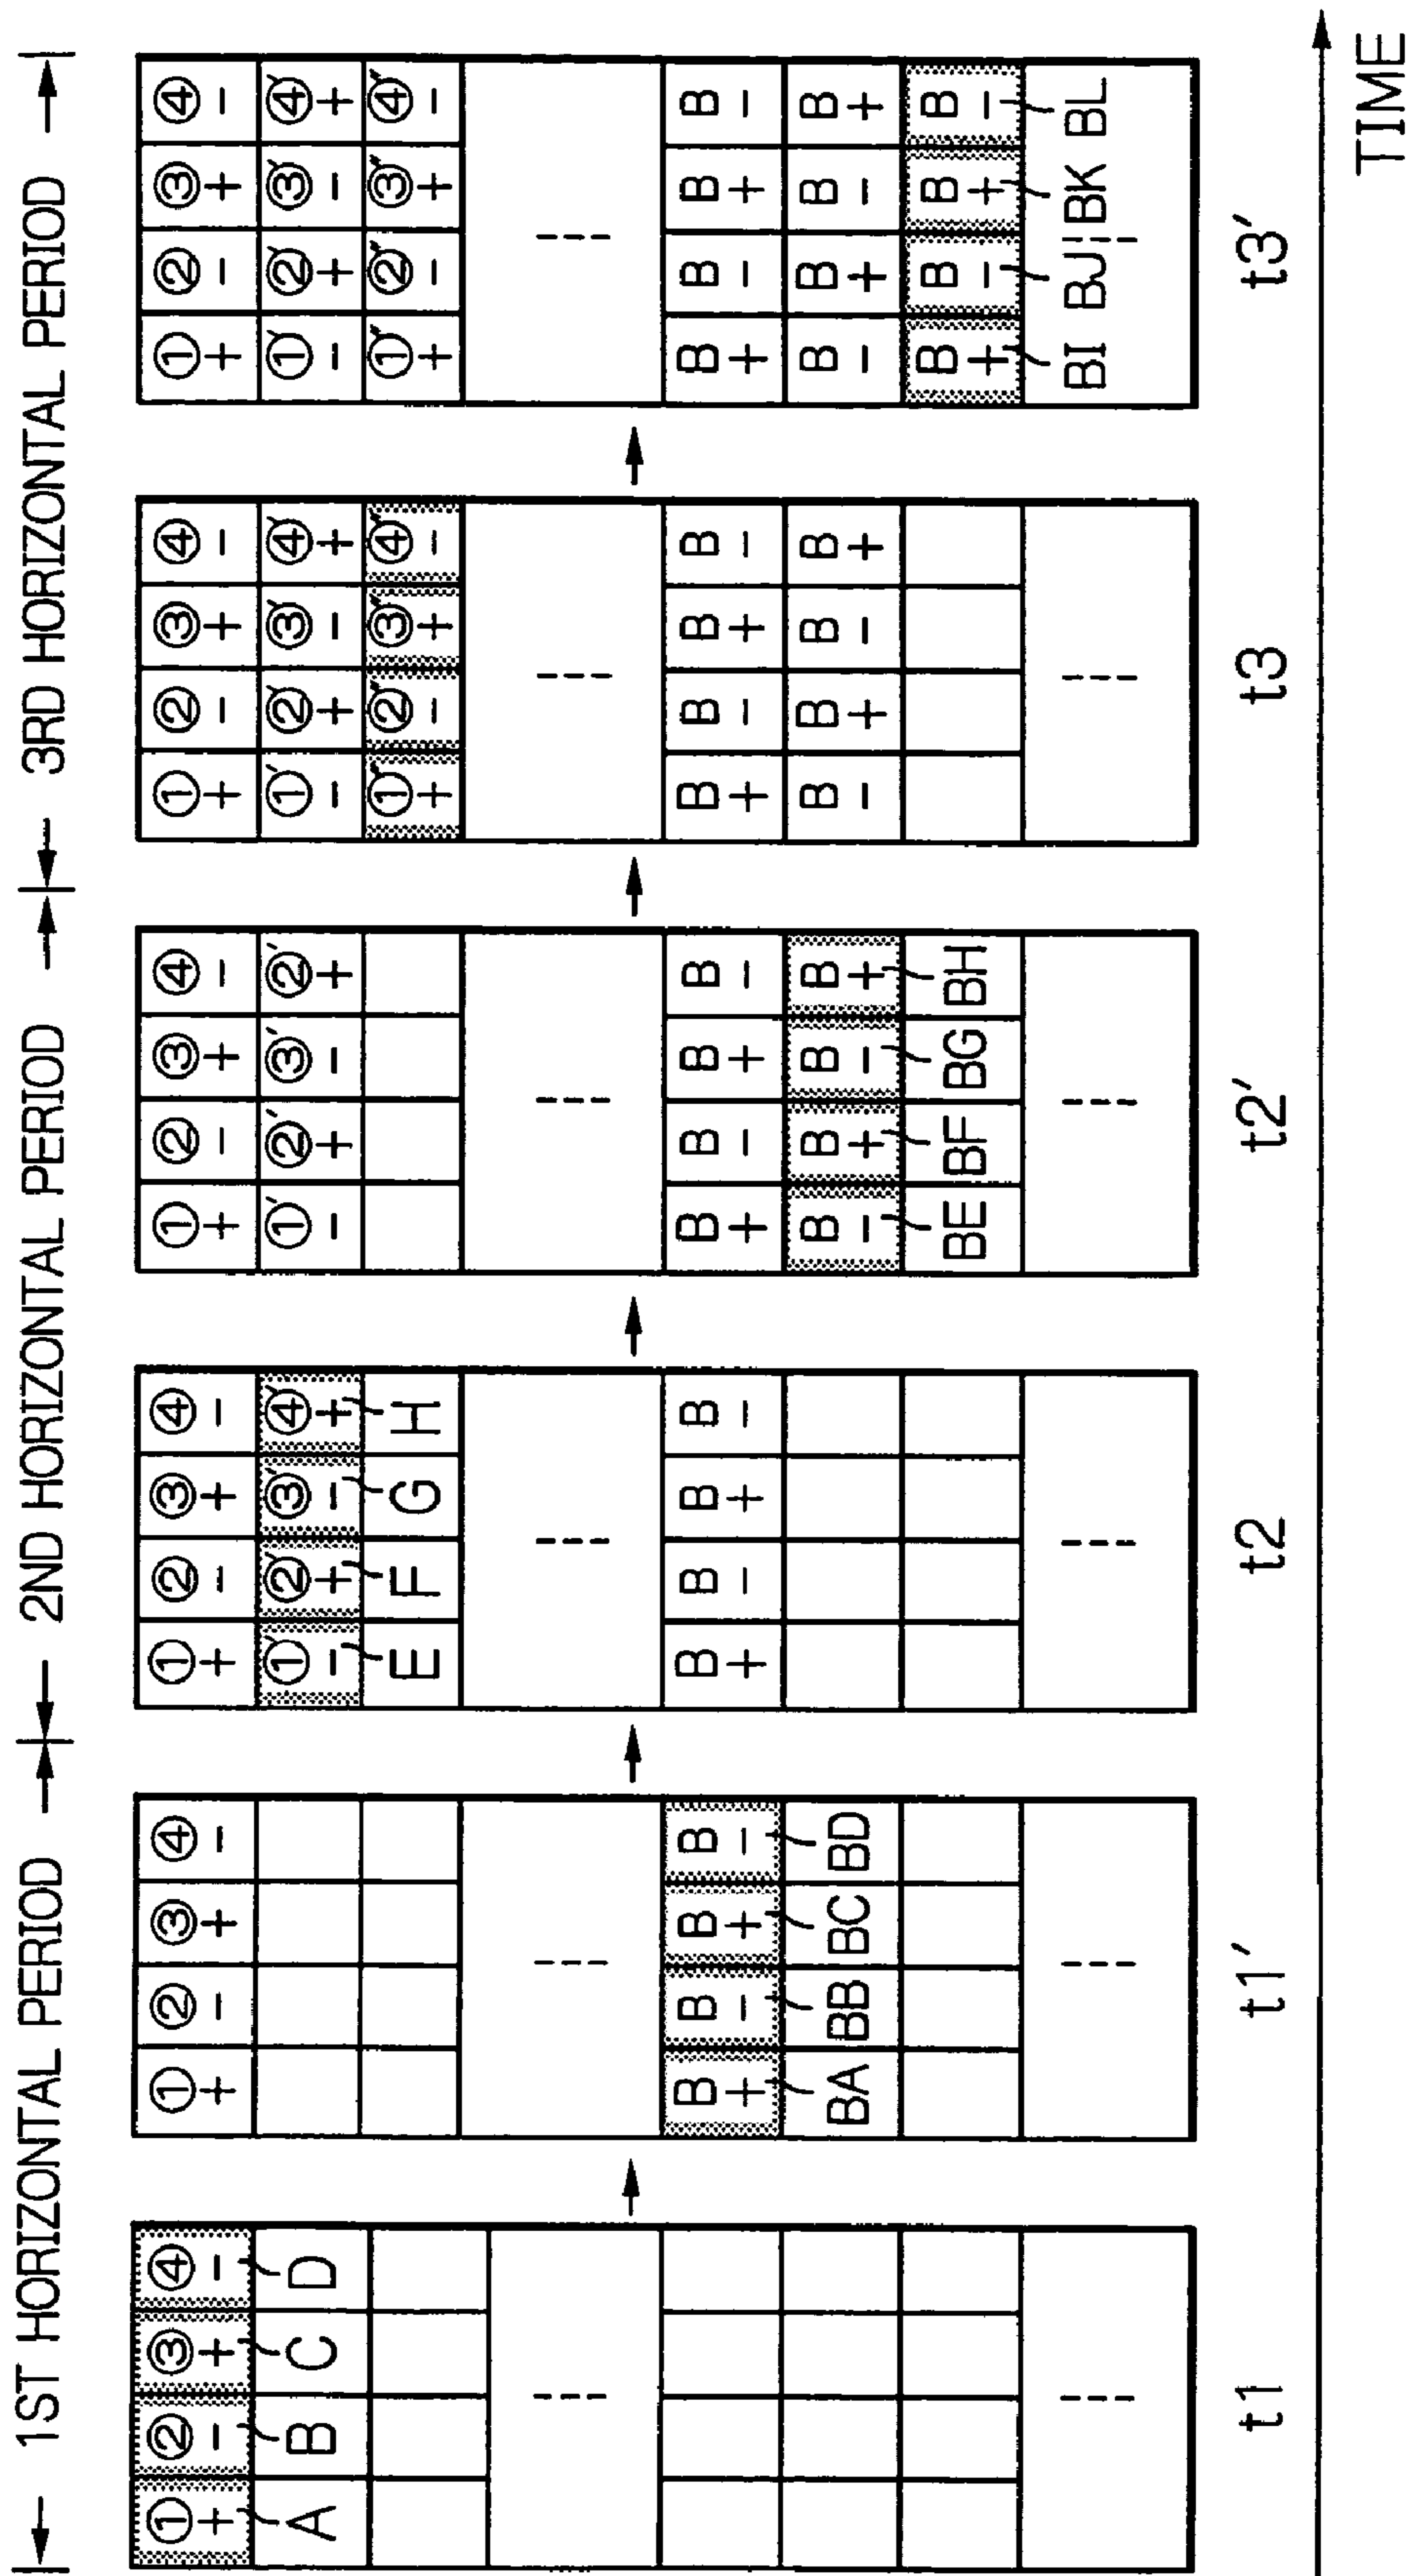 1ST HORIZONTAL PERIOD 2ND HORIZONTAL PERIOD 3RD HORIZONTAL PERIOD
① ② ③ ④
+ − + −
A B C D
t1
① ② ③ ④
+ − + −
B B B B
+ − + −
BA BB BC BD
t1'
① ② ③ ④
+ − + −
①' ②' ③' ④'
− + − +
E F G H
B B B B
+ − + −
t2
① ② ③ ④
+ − + −
①' ②' ③' ②'
− + − +
B B B B
+ − + −
B B B B
− + − +
BE BF BG BH
t2'
① ② ③ ④
+ − + −
①' ②' ③' ④'
− + − +
①" ②" ③" ④"
+ − + −
B B B B
+ − + −
B B B B
− + − +
t3
① ② ③ ④
+ − + −
①' ②' ③' ④'
− + − +
①" ②" ③" ④"
+ − + −
B B B B
+ − + −
B B B B
− + − +
B B B B
+ − + −
BI BJ BK BL
t3'
TIME